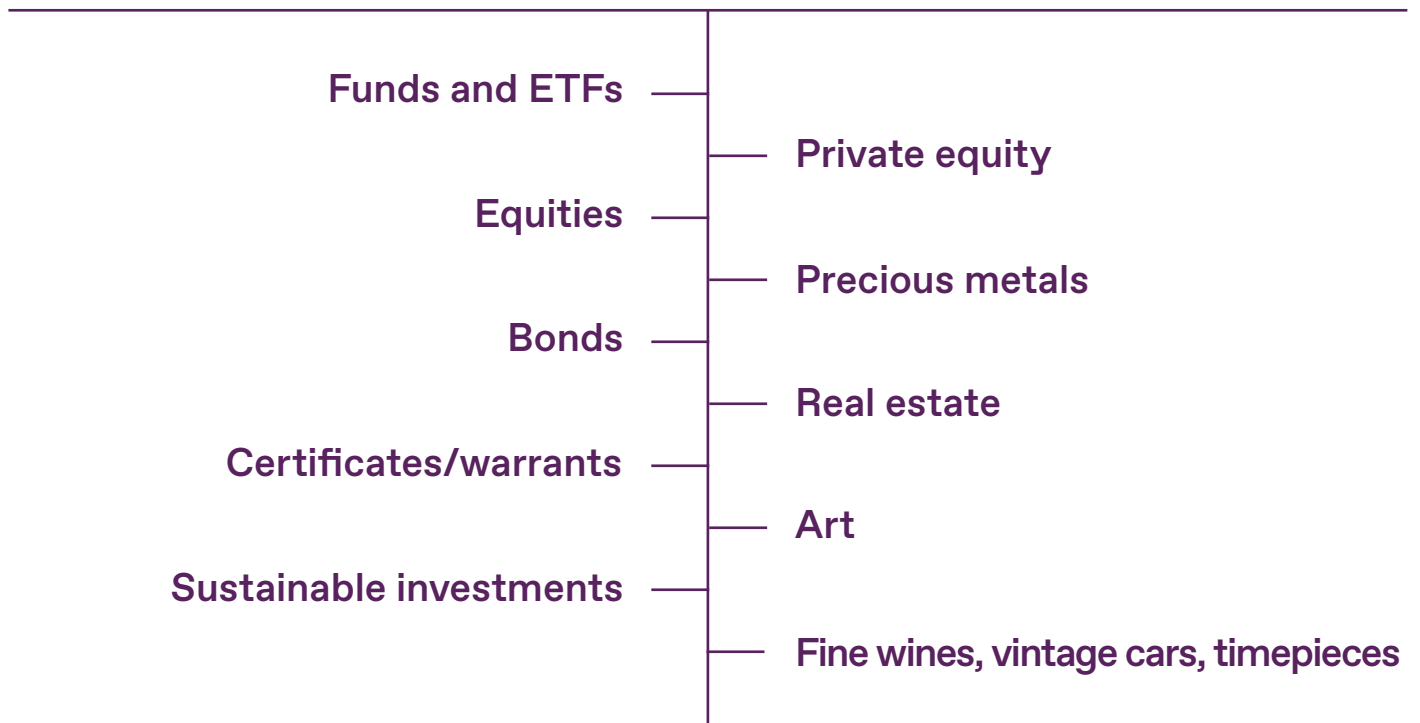 Funds and ETFs
Private equity
Equities
Precious metals
Bonds
Real estate
Certificates/warrants
Art
Sustainable investments
Fine wines, vintage cars, timepieces